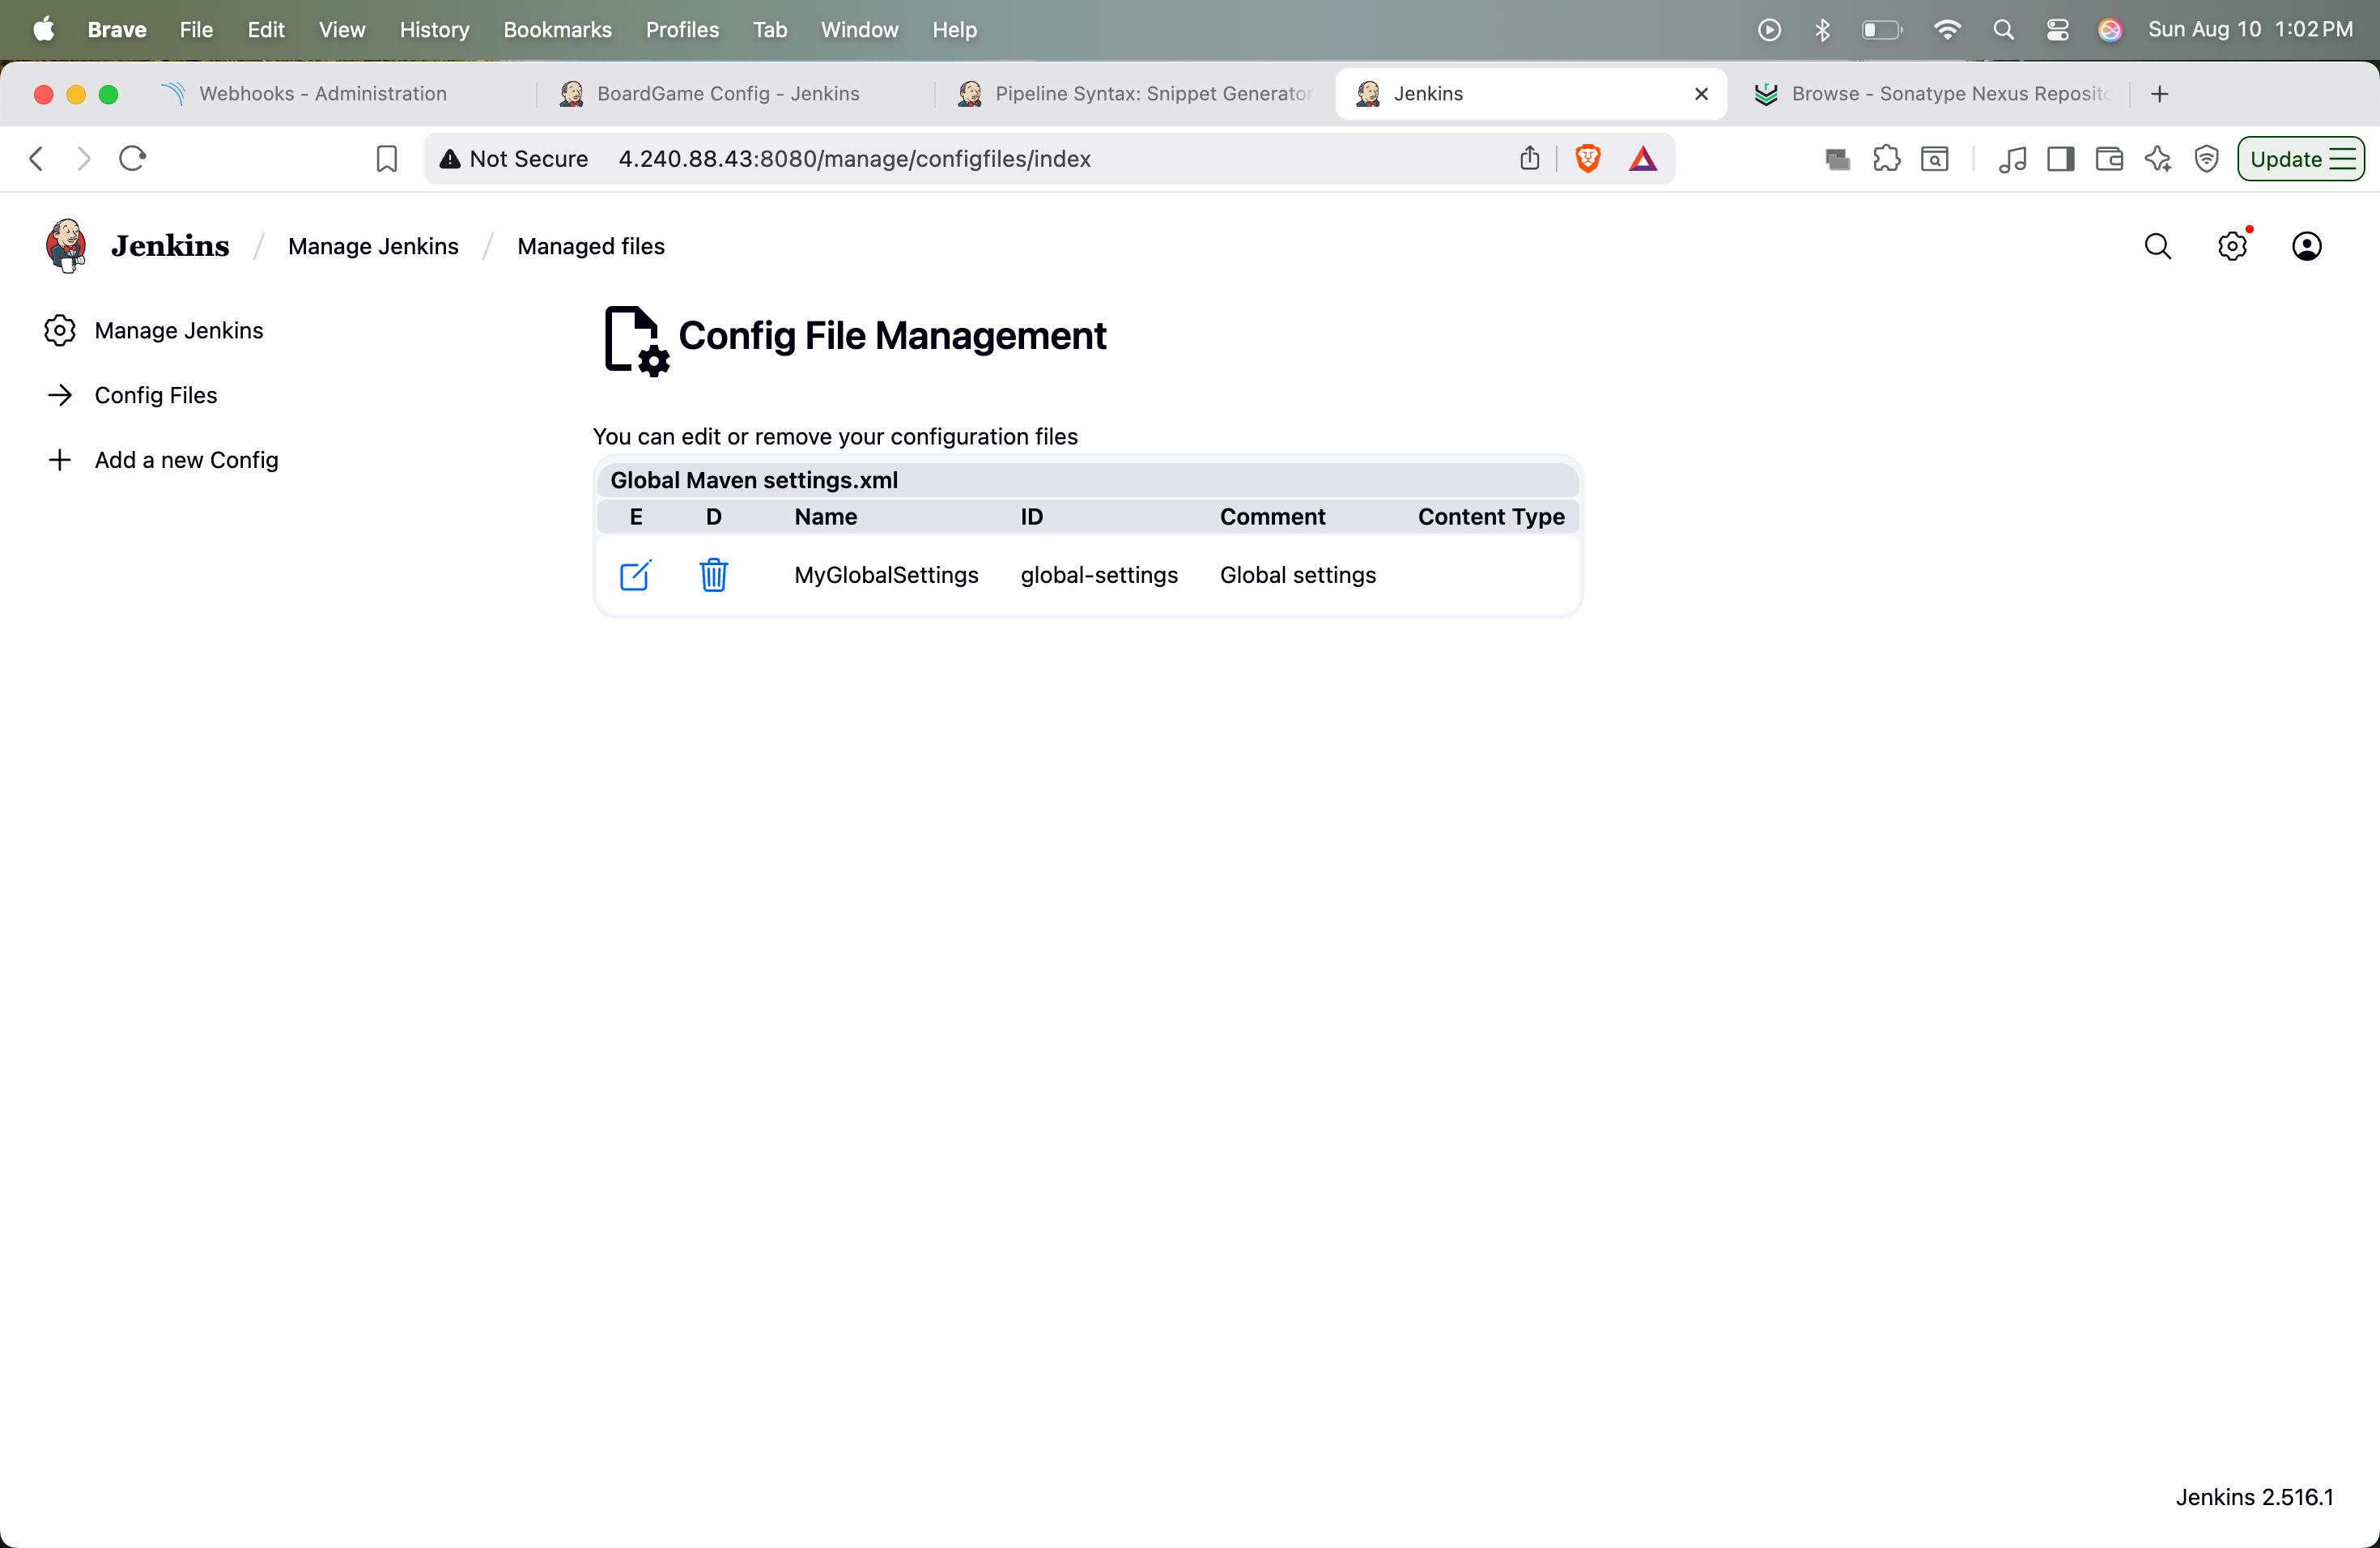 Brave File Edit View History Bookmarks Profiles Tab Window Help Sun Aug 10 1:02 PM
Webhooks - Administration BoardGame Config - Jenkins Pipeline Syntax: Snippet Generator Jenkins Browse - Sonatype Nexus Reposito
Not Secure 4.240.88.43:8080/manage/configfiles/index Update
Jenkins / Manage Jenkins / Managed files
Manage Jenkins
Config Files
Add a new Config
Config File Management
You can edit or remove your configuration files
Global Maven settings.xml
E D Name ID Comment Content Type
MyGlobalSettings global-settings Global settings
Jenkins 2.516.1